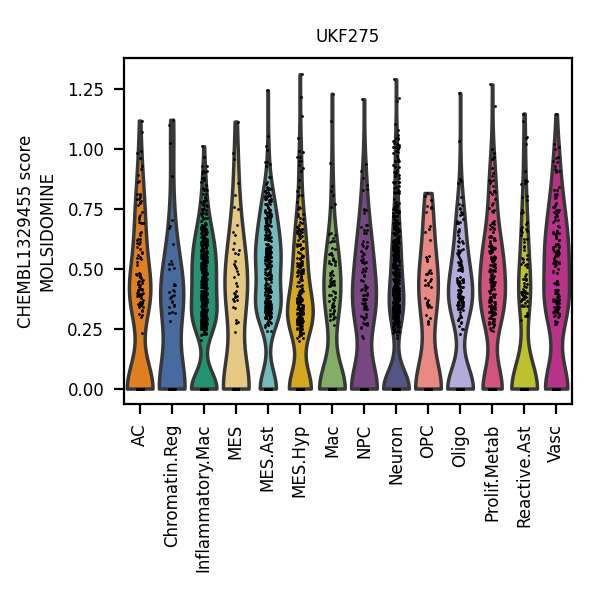 UKF275
CHEMBL1329455 score
MOLSIDOMINE
1.25
1.00
0.75
0.50
0.25
0.00
AC
Chromatin.Reg
Inflammatory.Mac
MES
MES.Ast
MES.Hyp
Mac
NPC
Neuron
OPC
Oligo
Prolif.Metab
Reactive.Ast
Vasc